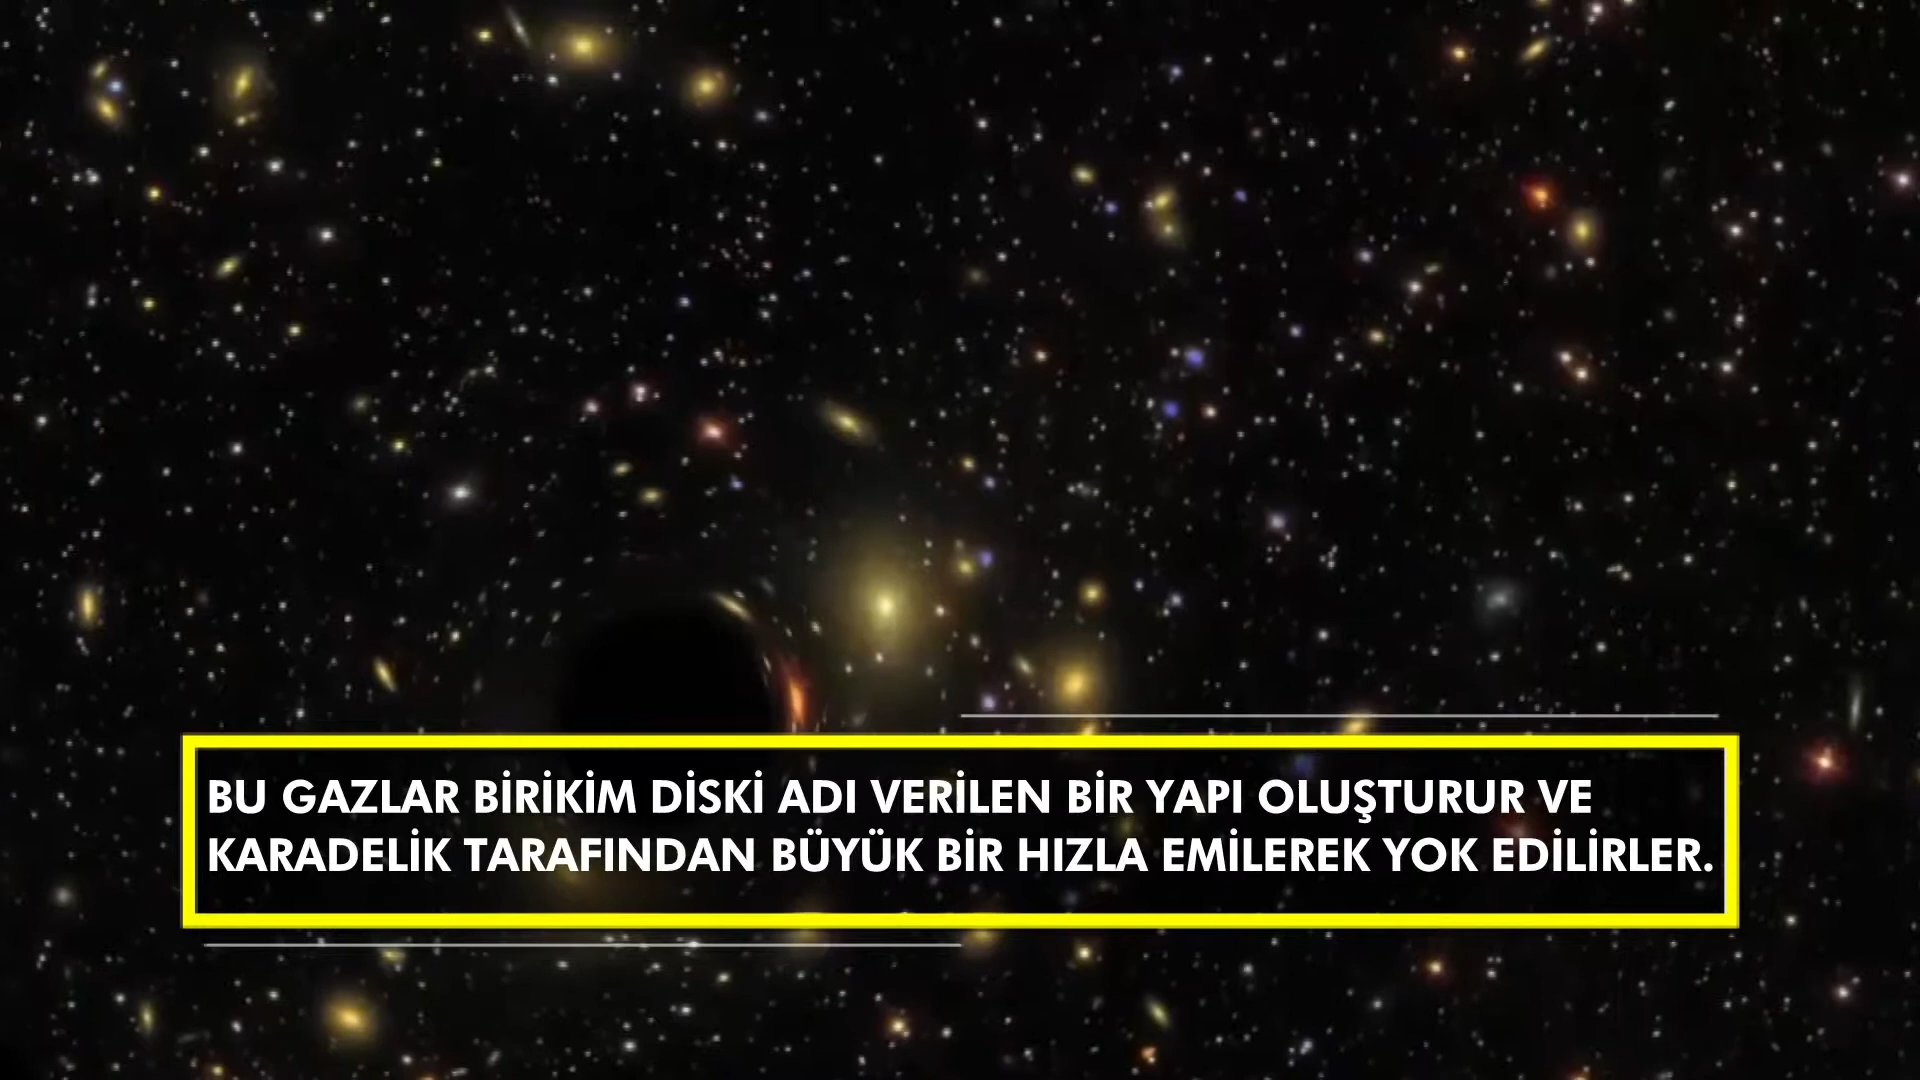 BU GAZLAR BİRİKİM DİSKİ ADI VERİLEN BİR YAPI OLUŞTURUR VE
KARADELİK TARAFINDAN BÜYÜK BİR HIZLA EMİLEREK YOK EDİLİRLER.